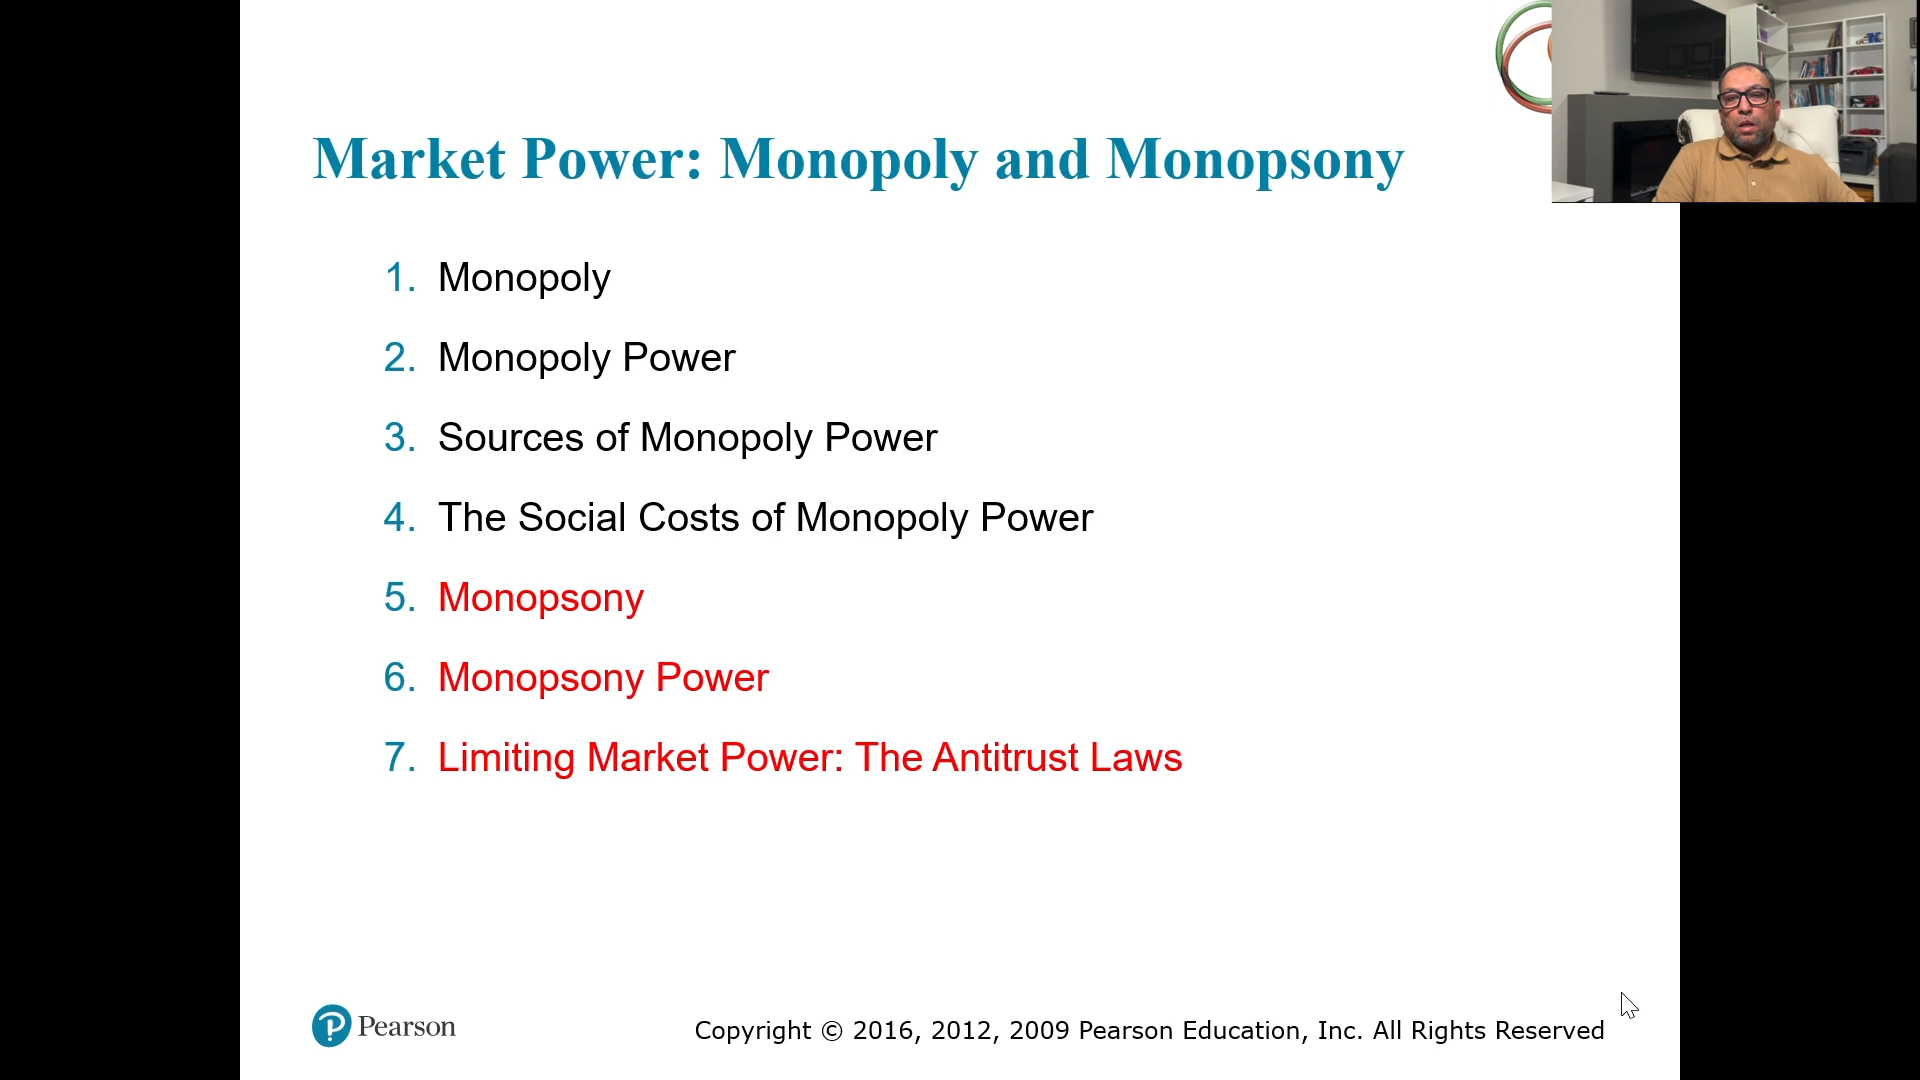 Market Power: Monopoly and Monopsony
1. Monopoly
2. Monopoly Power
3. Sources of Monopoly Power
4. The Social Costs of Monopoly Power
5. Monopsony
6. Monopsony Power
7. Limiting Market Power: The Antitrust Laws
Pearson
Copyright © 2016, 2012, 2009 Pearson Education, Inc. All Rights Reserved